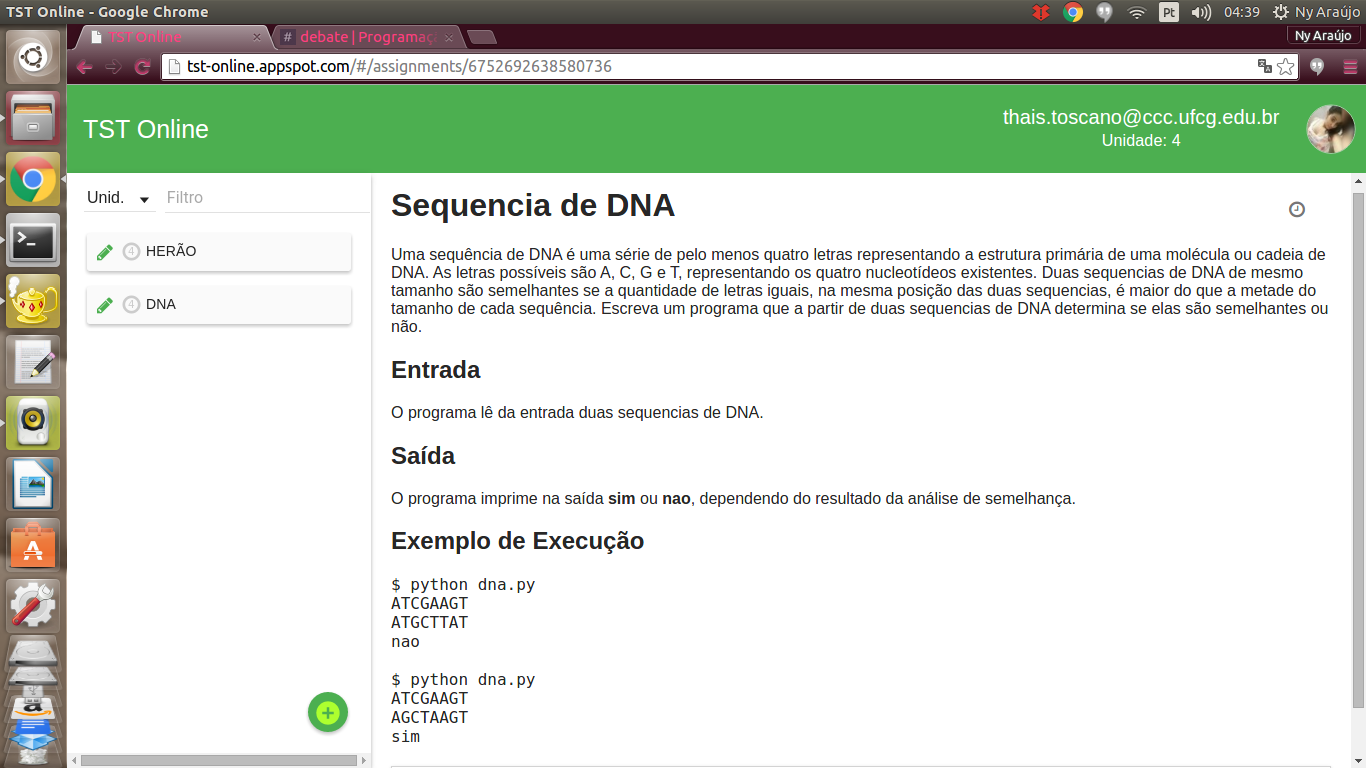 TST Online - Google Chrome
Pt
04:39
Ny Araújo
TST Online
# debate | Programaç
Ny Araújo
tst-online.appspot.com/#/assignments/6752692638580736
TST Online
thais.toscano@ccc.ufcg.edu.br
Unidade: 4
Unid.
Filtro
4 HERÃO
4 DNA
Sequencia de DNA
Uma sequência de DNA é uma série de pelo menos quatro letras representando a estrutura primária de uma molécula ou cadeia de
DNA. As letras possíveis são A, C, G e T, representando os quatro nucleotídeos existentes. Duas sequencias de DNA de mesmo
tamanho são semelhantes se a quantidade de letras iguais, na mesma posição das duas sequencias, é maior do que a metade do
tamanho de cada sequência. Escreva um programa que a partir de duas sequencias de DNA determina se elas são semelhantes ou
não.
Entrada
O programa lê da entrada duas sequencias de DNA.
Saída
O programa imprime na saída sim ou nao, dependendo do resultado da análise de semelhança.
Exemplo de Execução
$ python dna.py
ATCGAAGT
ATGCTTAT
nao
$ python dna.py
ATCGAAGT
AGCTAAGT
sim